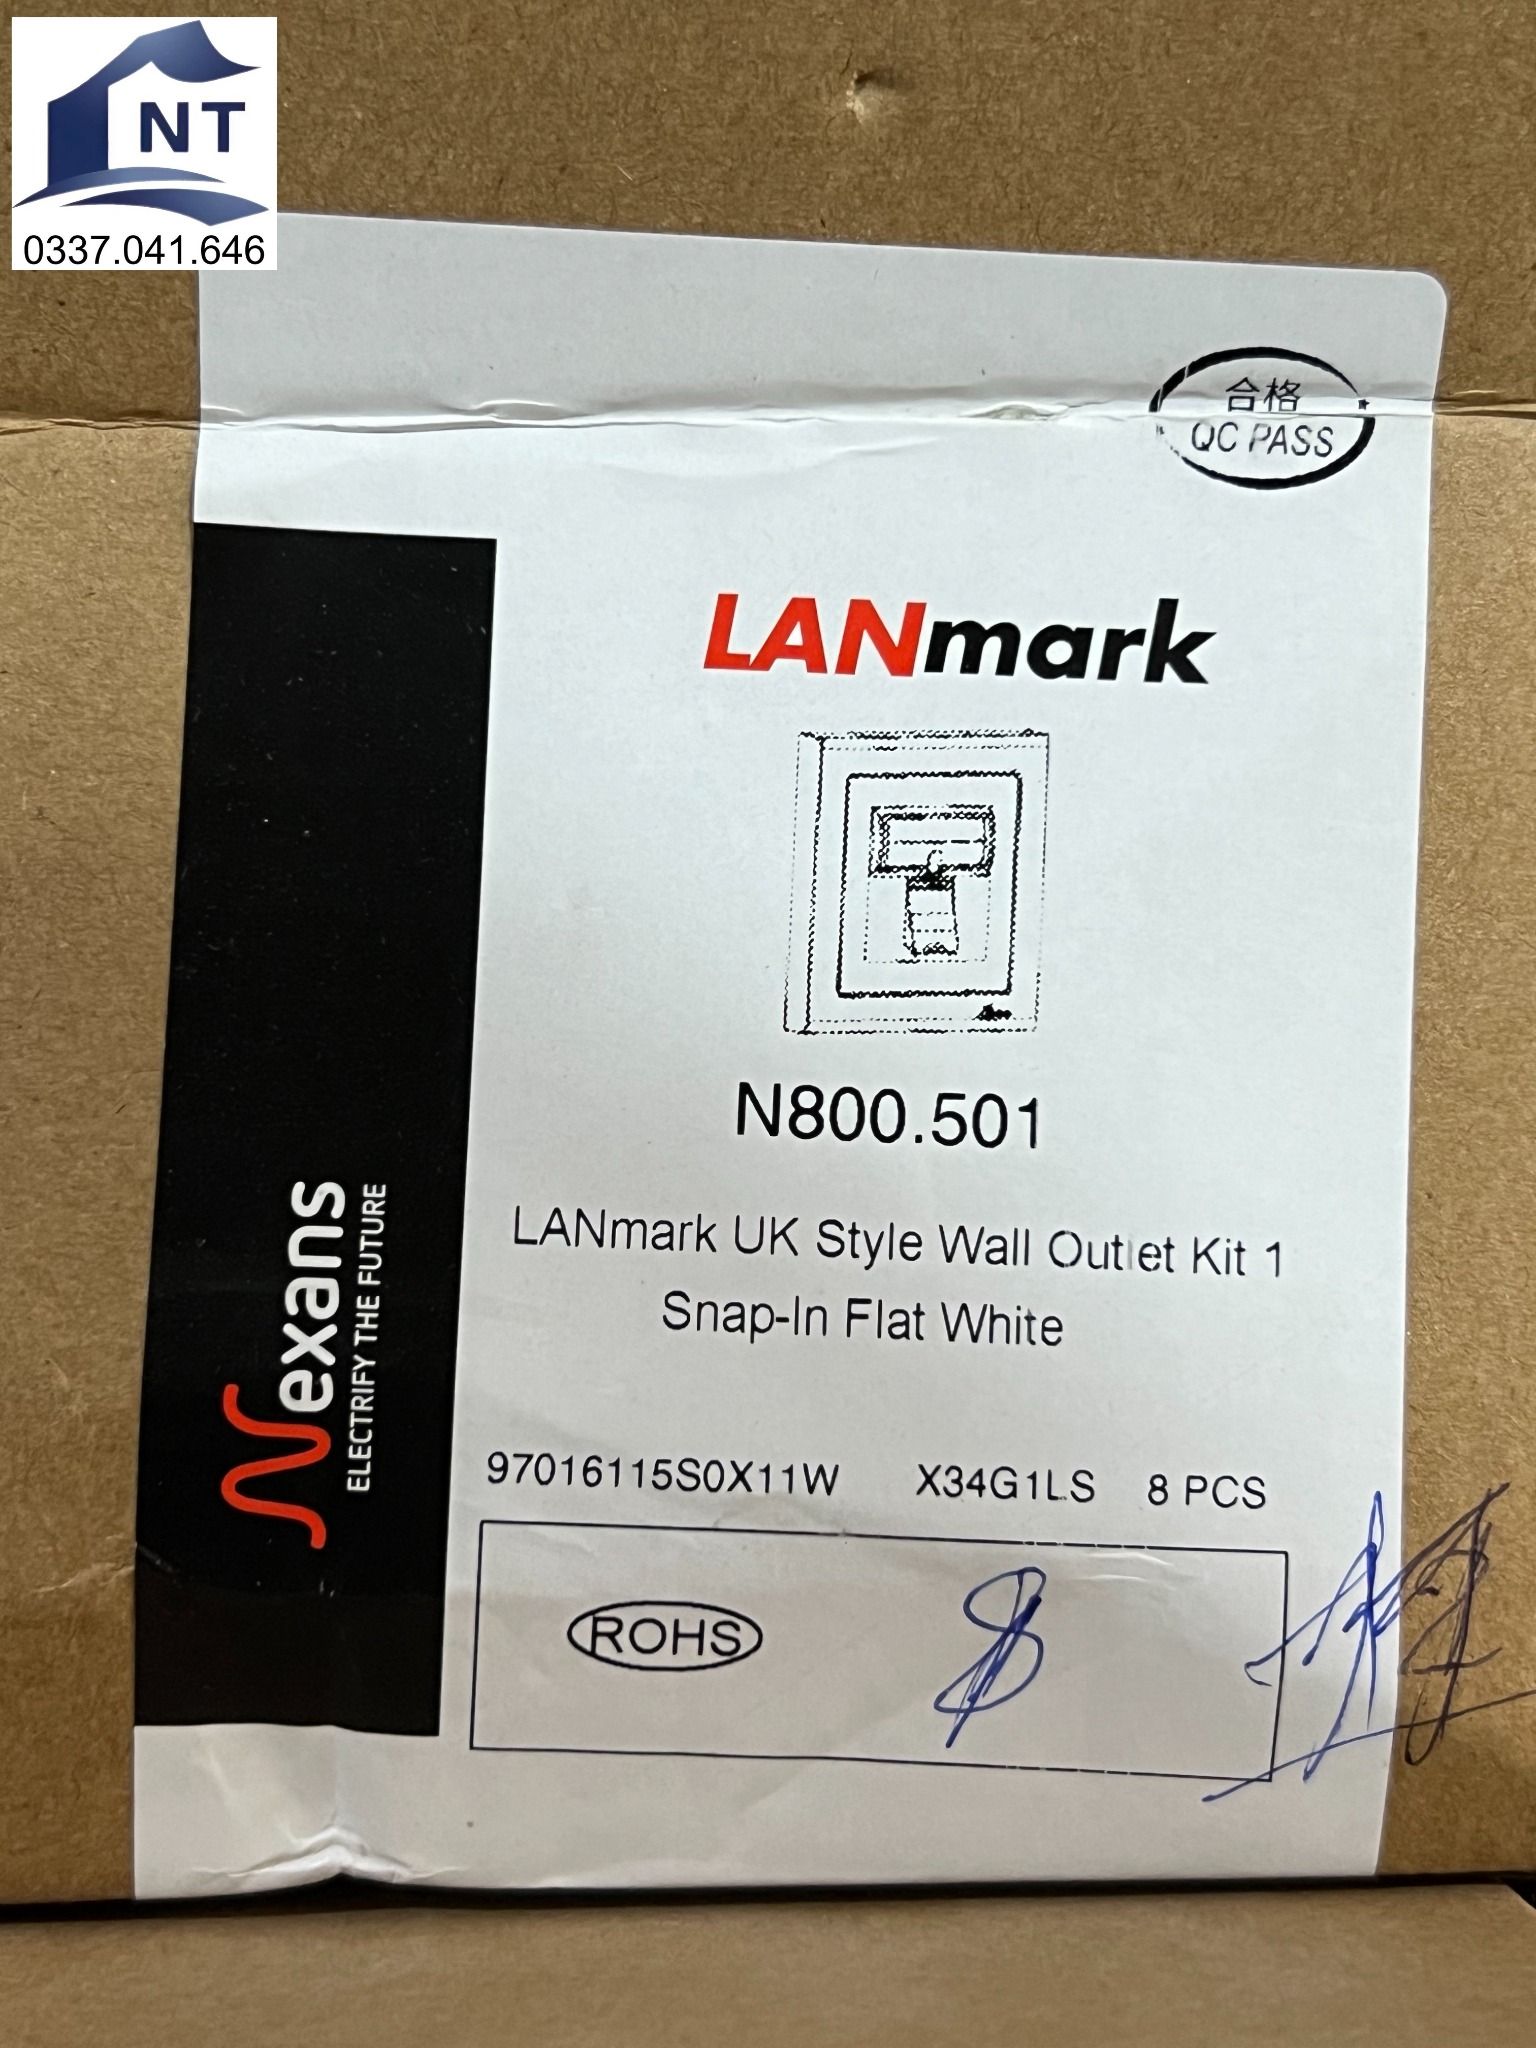 NT
0337.041.646
合格
QC PASS
LANmark
N800.501
LANmark UK Style Wall Outlet Kit 1
Snap-In Flat White
97016115S0X11W X34G1LS 8 PCS
ROHS
8
Nexans
ELECTRIFY THE FUTURE